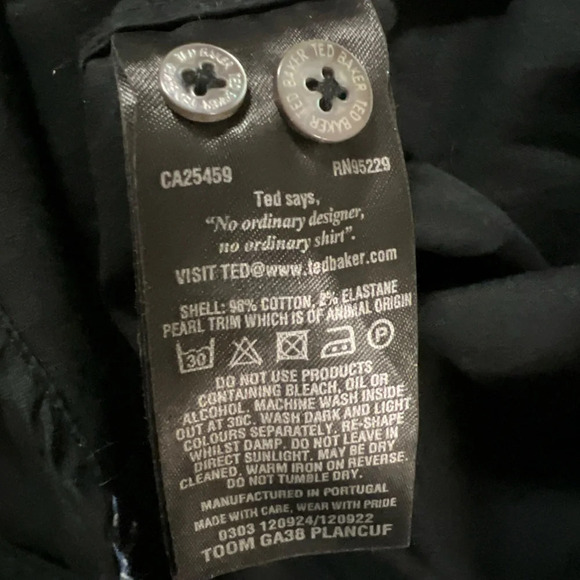 TED BAKER TED BAKER
TED BAKER TED BAKER
CA25459 RN95229
Ted says,
"No ordinary designer,
no ordinary shirt".
VISIT TED@www.tedbaker.com
SHELL: 98% COTTON, 2% ELASTANE
PEARL TRIM WHICH IS OF ANIMAL ORIGIN
30 P
DO NOT USE PRODUCTS
CONTAINING BLEACH, OIL OR
ALCOHOL. MACHINE WASH INSIDE
OUT AT 30C. WASH DARK AND LIGHT
COLOURS SEPARATELY. RE-SHAPE
WHILST DAMP. DO NOT LEAVE IN
DIRECT SUNLIGHT. MAY BE DRY
CLEANED. WARM IRON ON REVERSE.
DO NOT TUMBLE DRY.
MANUFACTURED IN PORTUGAL
MADE WITH CARE, WEAR WITH PRIDE
0303 120924/120922
TOOM GA38 PLANCUF